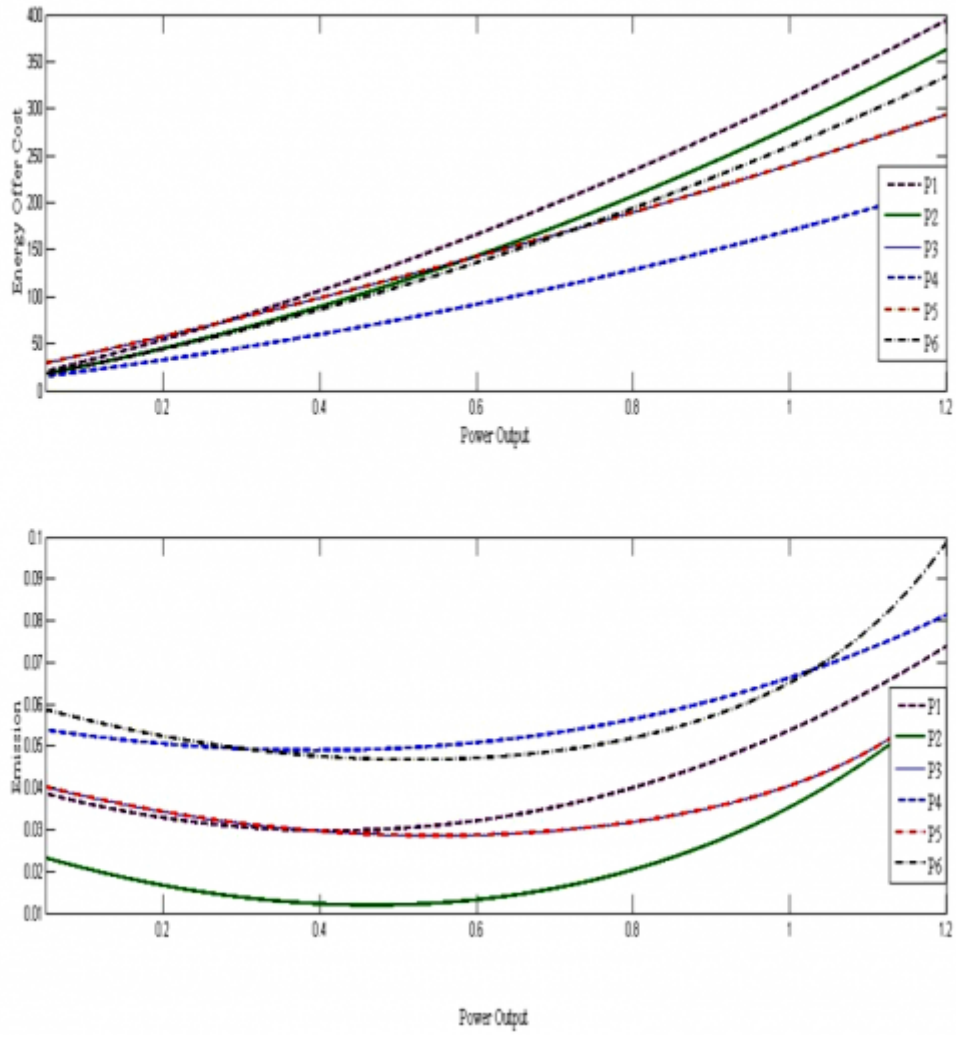 400
350
300
250
200
150
100
50
0
Energy Offer Cost
0.2 0.4 0.6 0.8 1 1.2
Power Output
P1
P2
P3
P4
P5
P6
0.1
0.09
0.08
0.07
0.06
0.05
0.04
0.03
0.02
0.01
Emission
0.2 0.4 0.6 0.8 1 1.2
P1
P2
P3
P4
P5
P6
Power Output